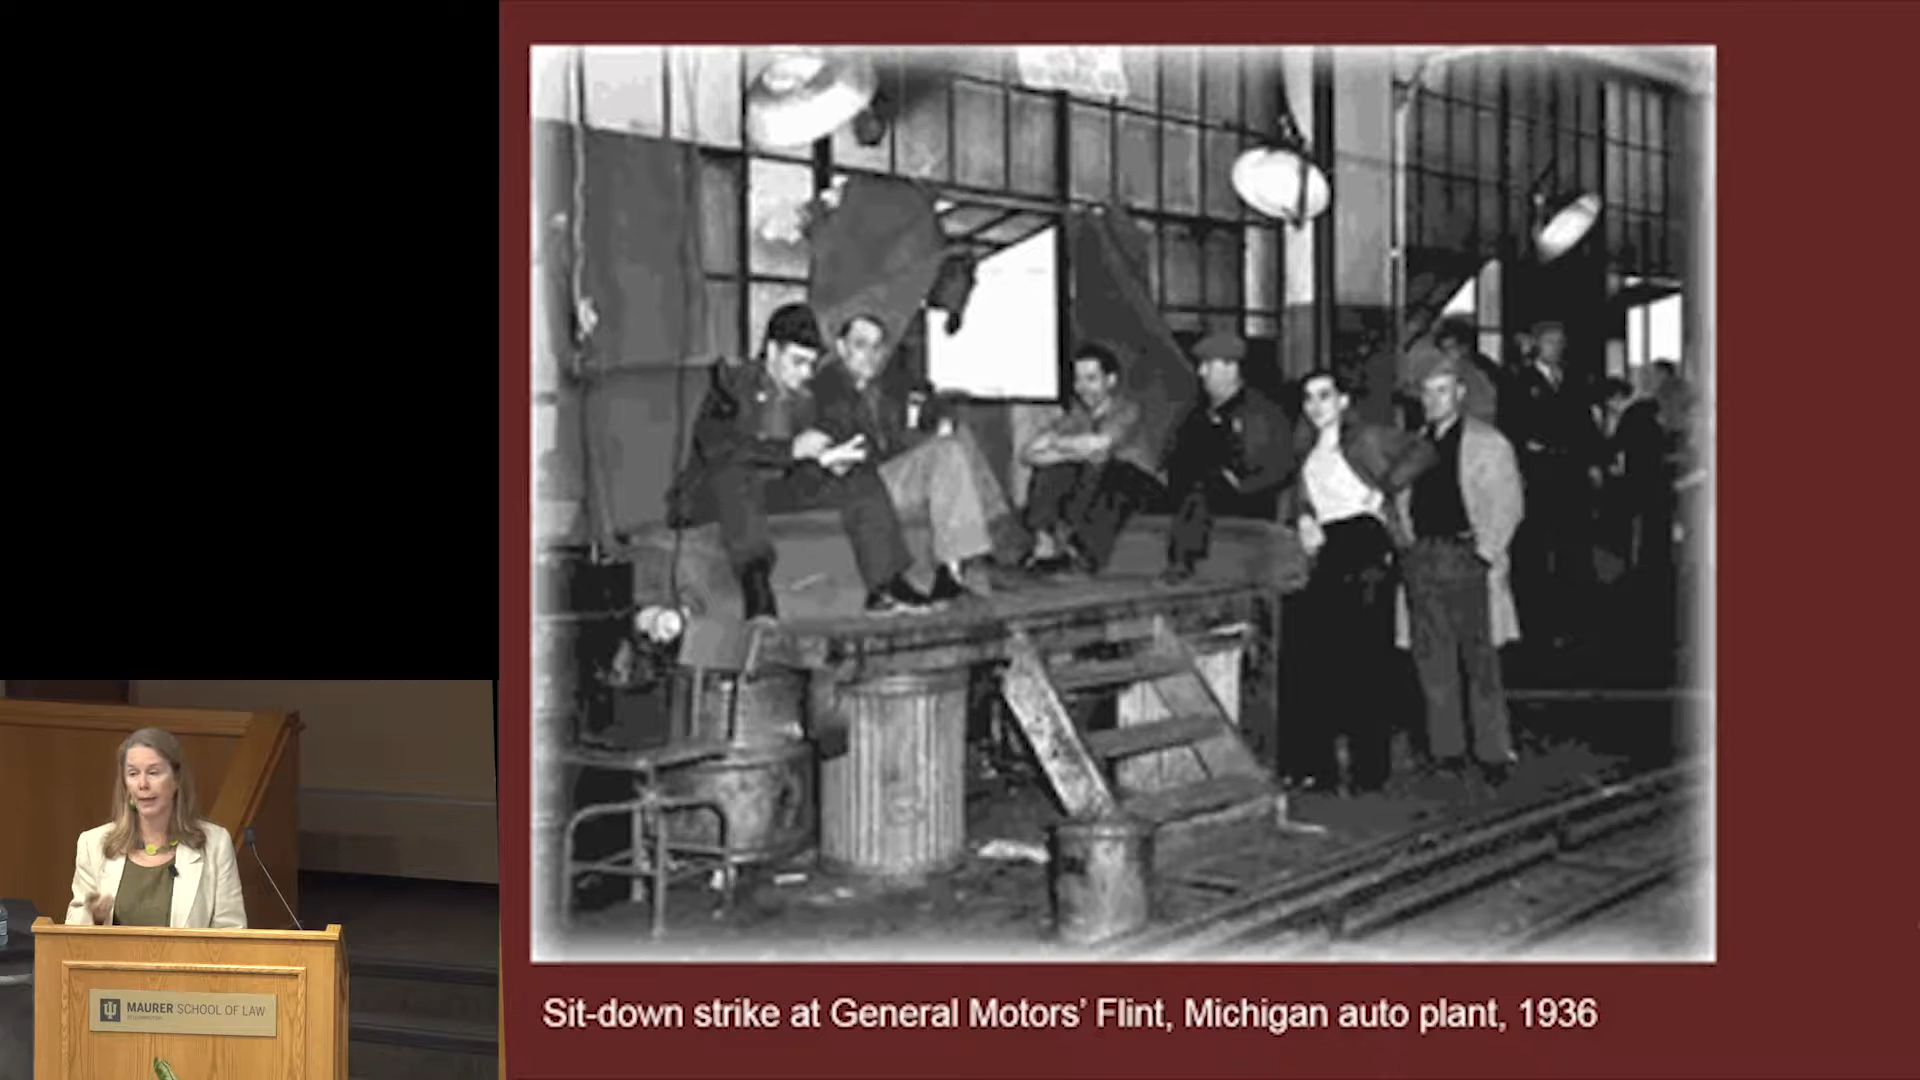 Sit-down strike at General Motors' Flint, Michigan auto plant, 1936
MAURER SCHOOL OF LAW